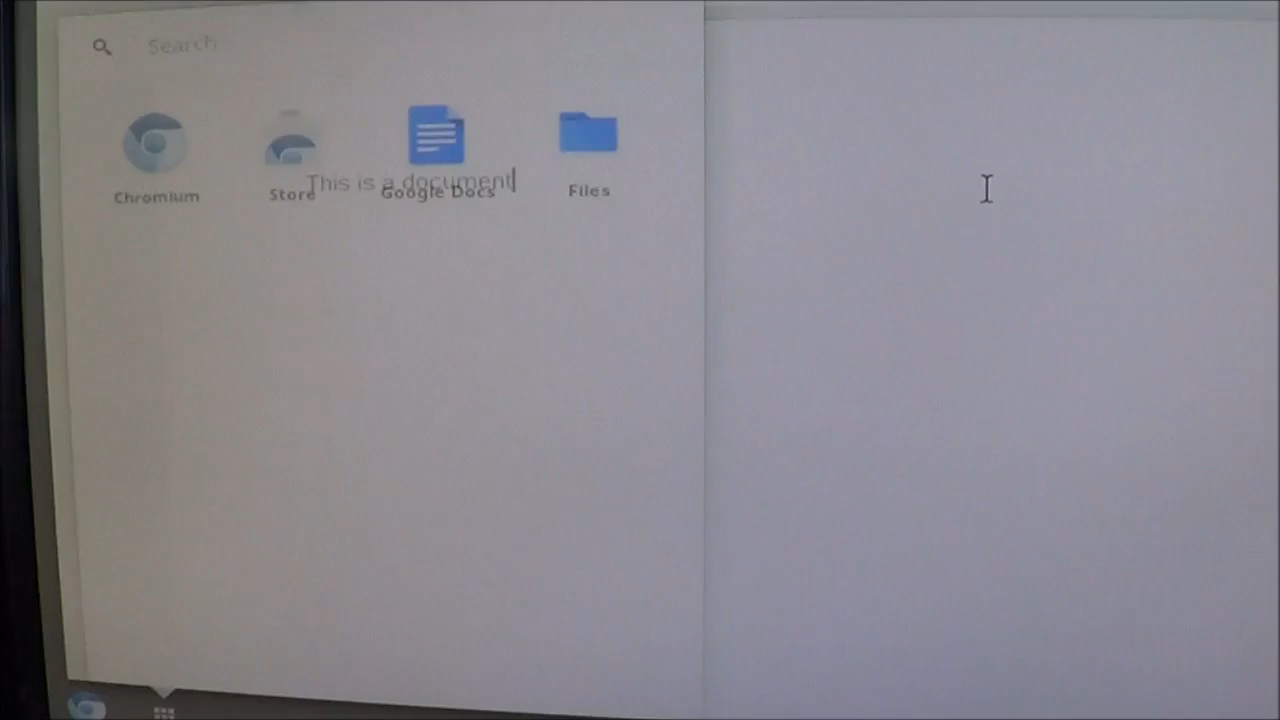 Search
This is a document
Chromium
Store
Google Docs
Files